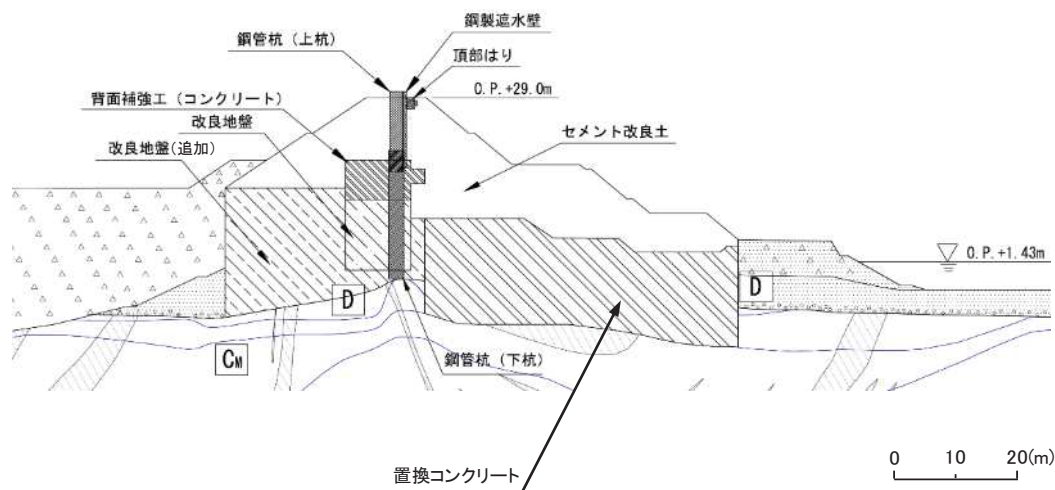 鋼製遮水壁
鋼管杭（上杭）
頂部はり
O.P.+29.0m
背面補強工（コンクリート）
改良地盤
セメント改良土
改良地盤(追加)
O.P.+1.43m
D
D
CM
鋼管杭（下杭）
置換コンクリート
0 10 20(m)